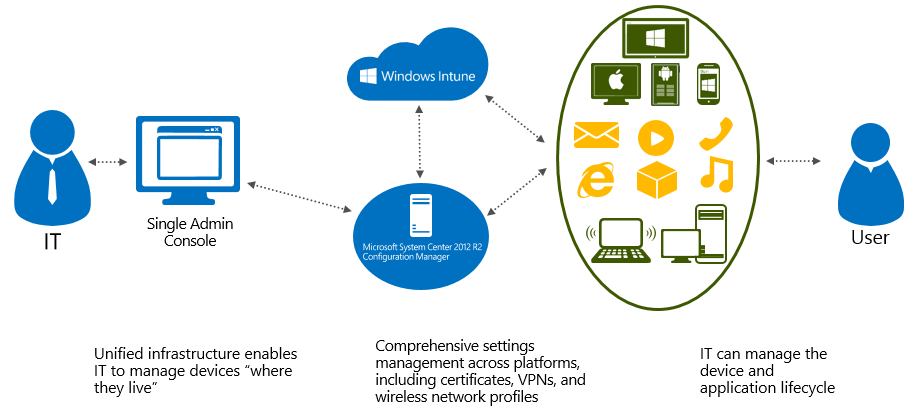 Windows Intune
IT
Single Admin
Console
Microsoft System Center 2012 R2
Configuration Manager
User
Unified infrastructure enables
IT to manage devices “where
they live”
Comprehensive settings
management across platforms,
including certificates, VPNs, and
wireless network profiles
IT can manage the
device and
application lifecycle